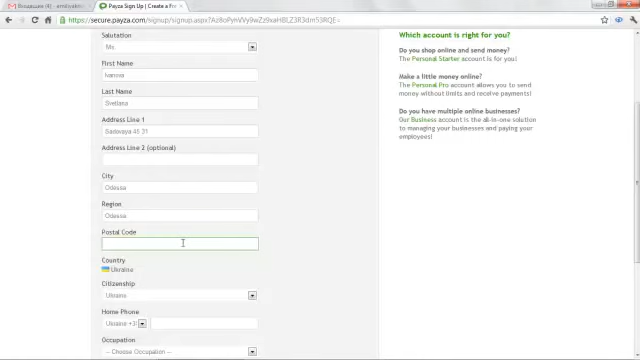 Payza Sign Up | Create a Fr
https://secure.payza.com
Salutation
Ms.
First Name
Ivanova
Last Name
Svetlana
Address Line 1
Sadovaya 45 31
Address Line 2 (optional)
City
Odessa
Region
Odessa
Postal Code
Country
Ukraine
Citizenship
Ukraine
Home Phone
Ukraine
Occupation
-- Choose Occupation --
Which account is right for you?
Do you shop online and send money?
The Personal Starter account is for you!
Make a little money online?
The Personal Pro account allows you to send
money without limits and receive payments!
Do you have multiple online businesses?
Our Business account is the all-in-one solution
to managing your businesses and paying your
employees!